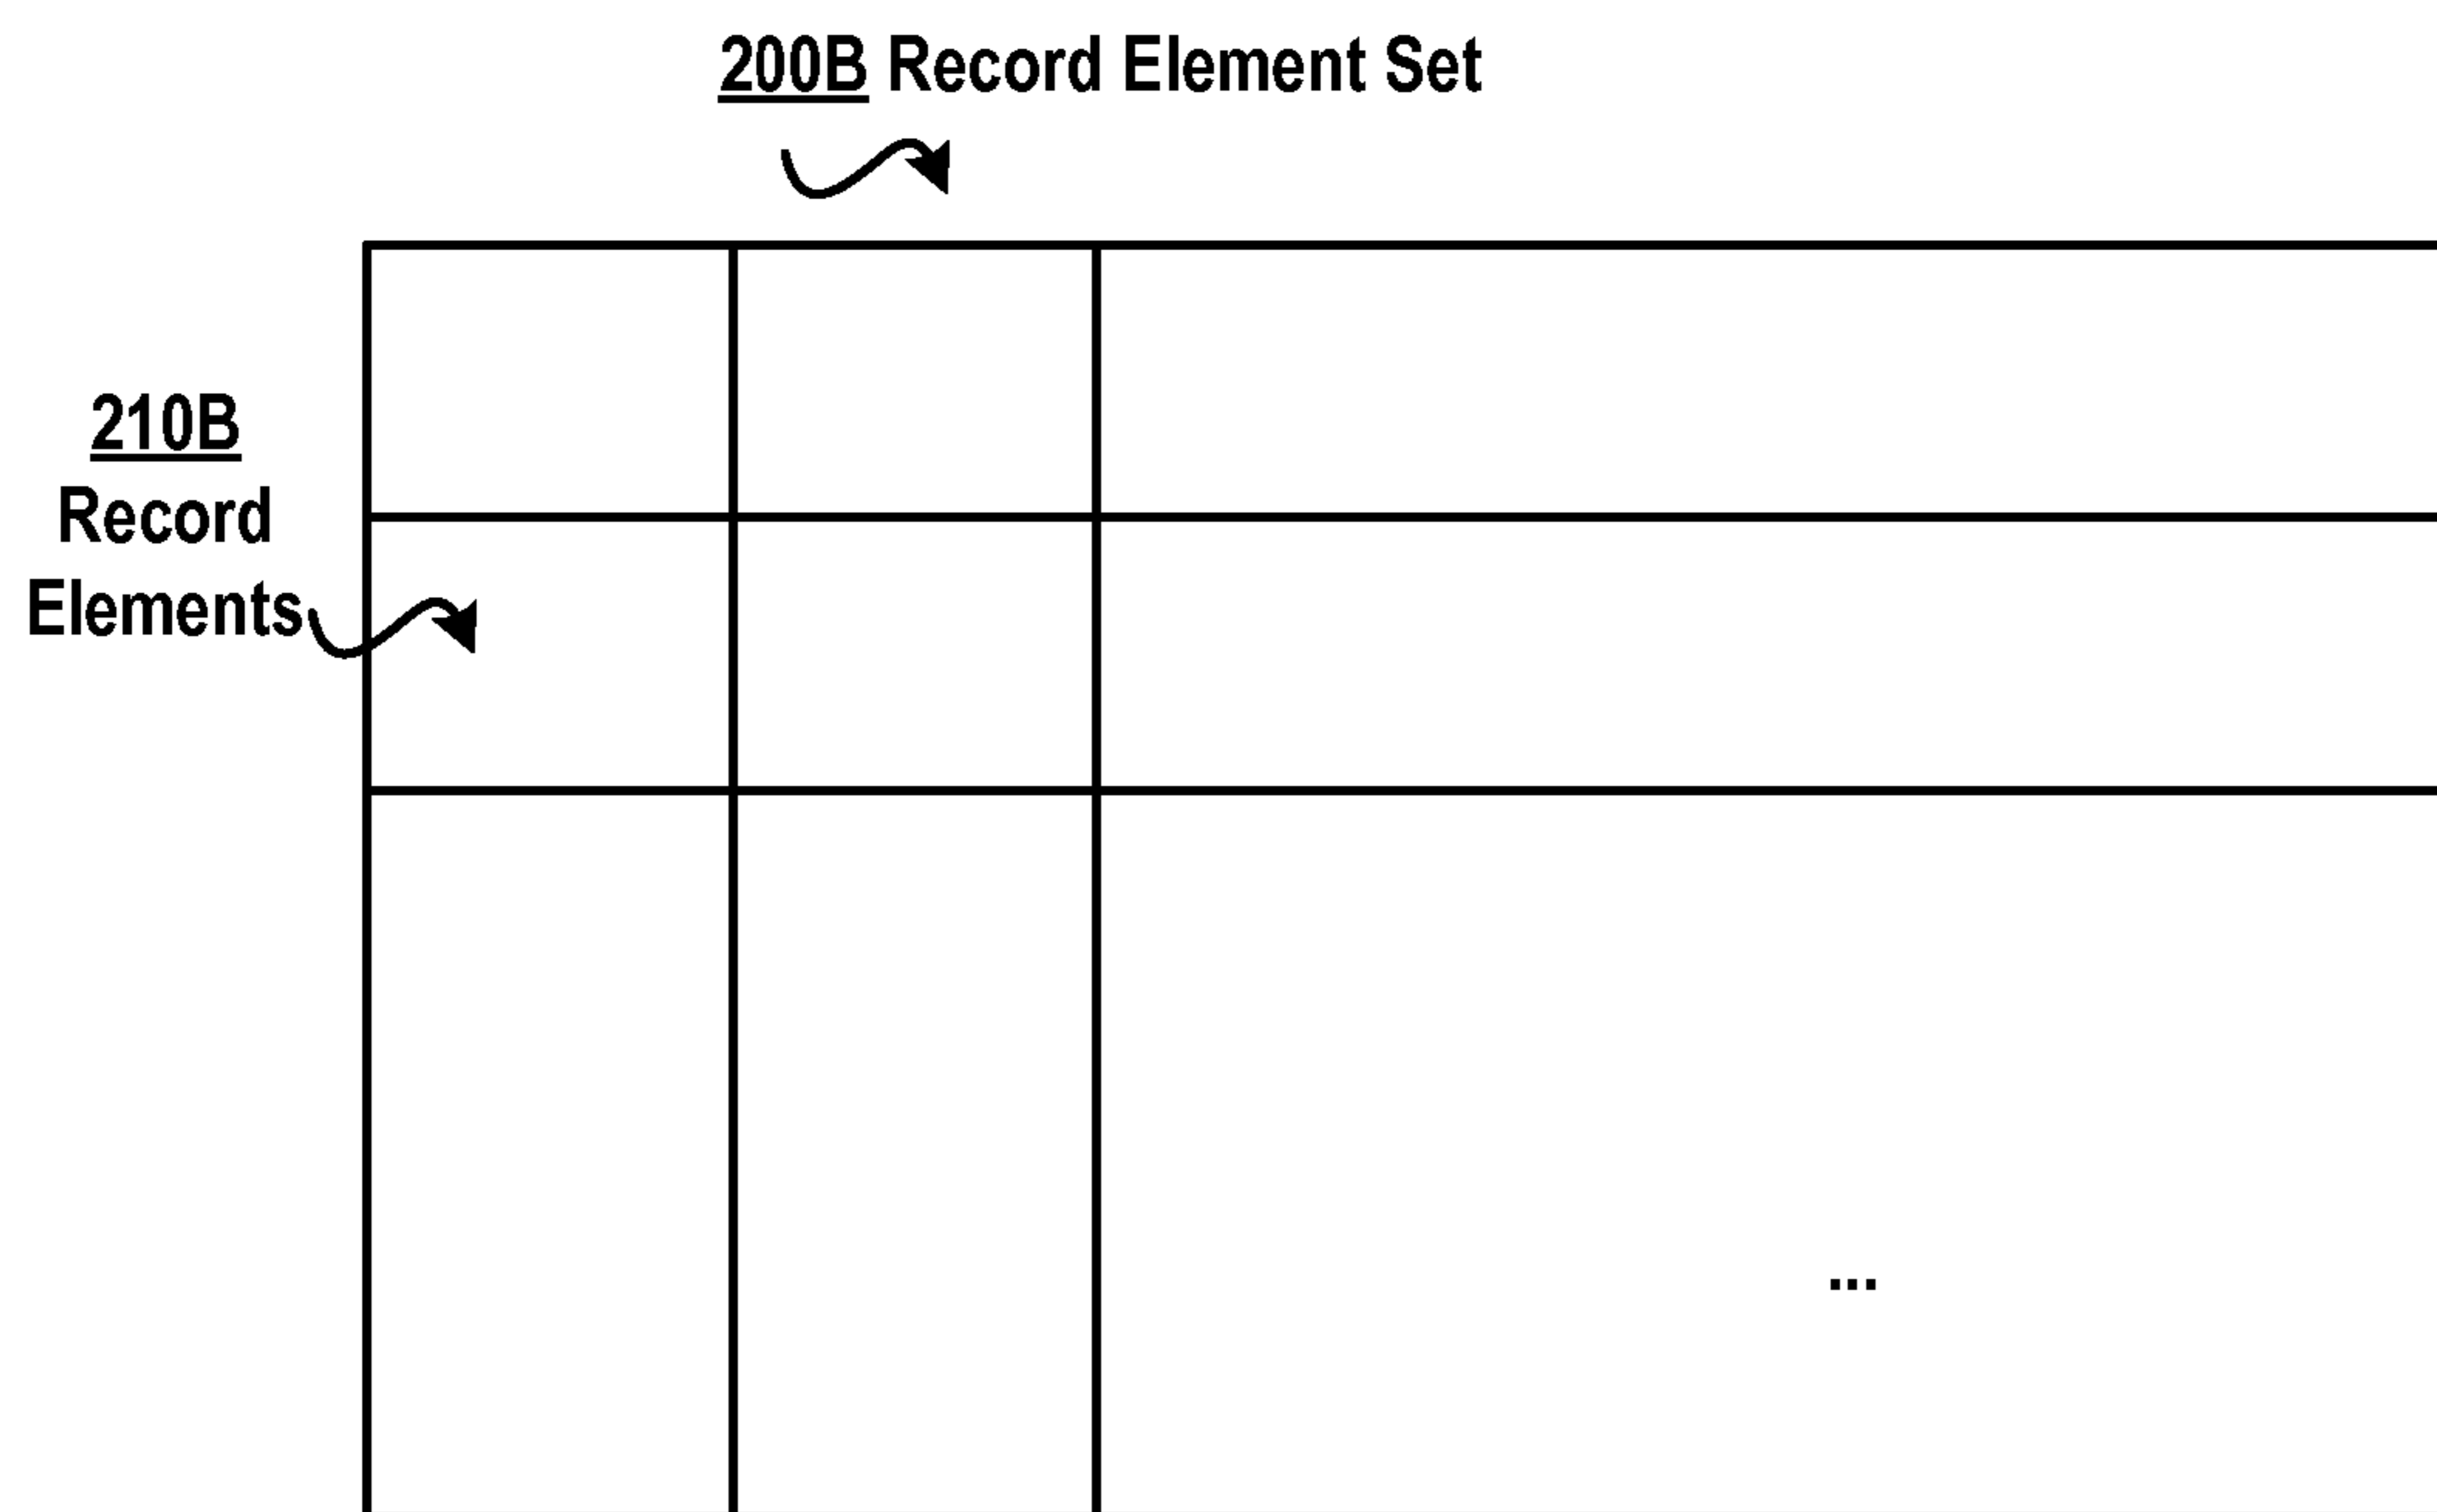 200B Record Element Set
210B
Record
Elements
...